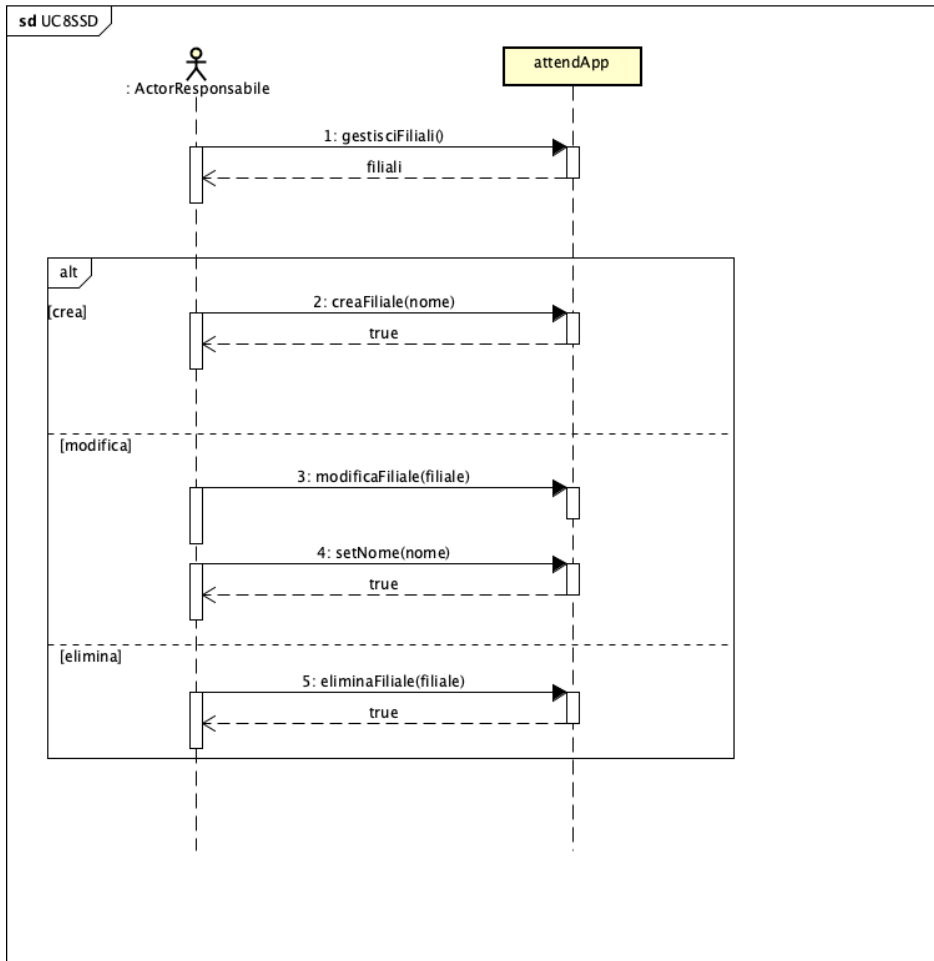 sd UC8SSD
: ActorResponsabile
attendApp
1: gestisciFiliali()
filiali
alt
[crea]
2: creaFiliale(nome)
true
[modifica]
3: modificaFiliale(filiale)
4: setNome(nome)
true
[elimina]
5: eliminaFiliale(filiale)
true